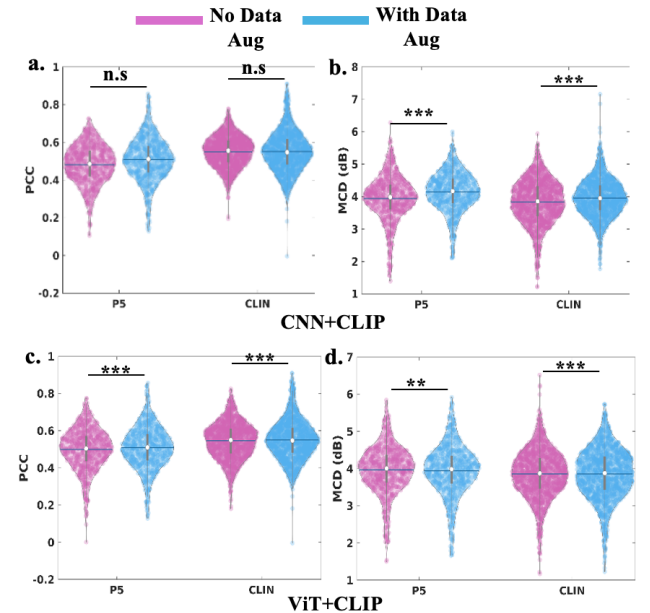 No Data Aug
With Data Aug
a.
n.s
n.s
1
0.8
0.6
0.4
0.2
0
-0.2
PCC
P5
CLIN
b.
***
***
8
7
6
5
4
3
2
1
MCD (dB)
P5
CLIN
CNN+CLIP
c.
***
***
1
0.8
0.6
0.4
0.2
0
-0.2
PCC
P5
CLIN
d.
**
***
7
6
5
4
3
2
1
MCD (dB)
P5
CLIN
ViT+CLIP